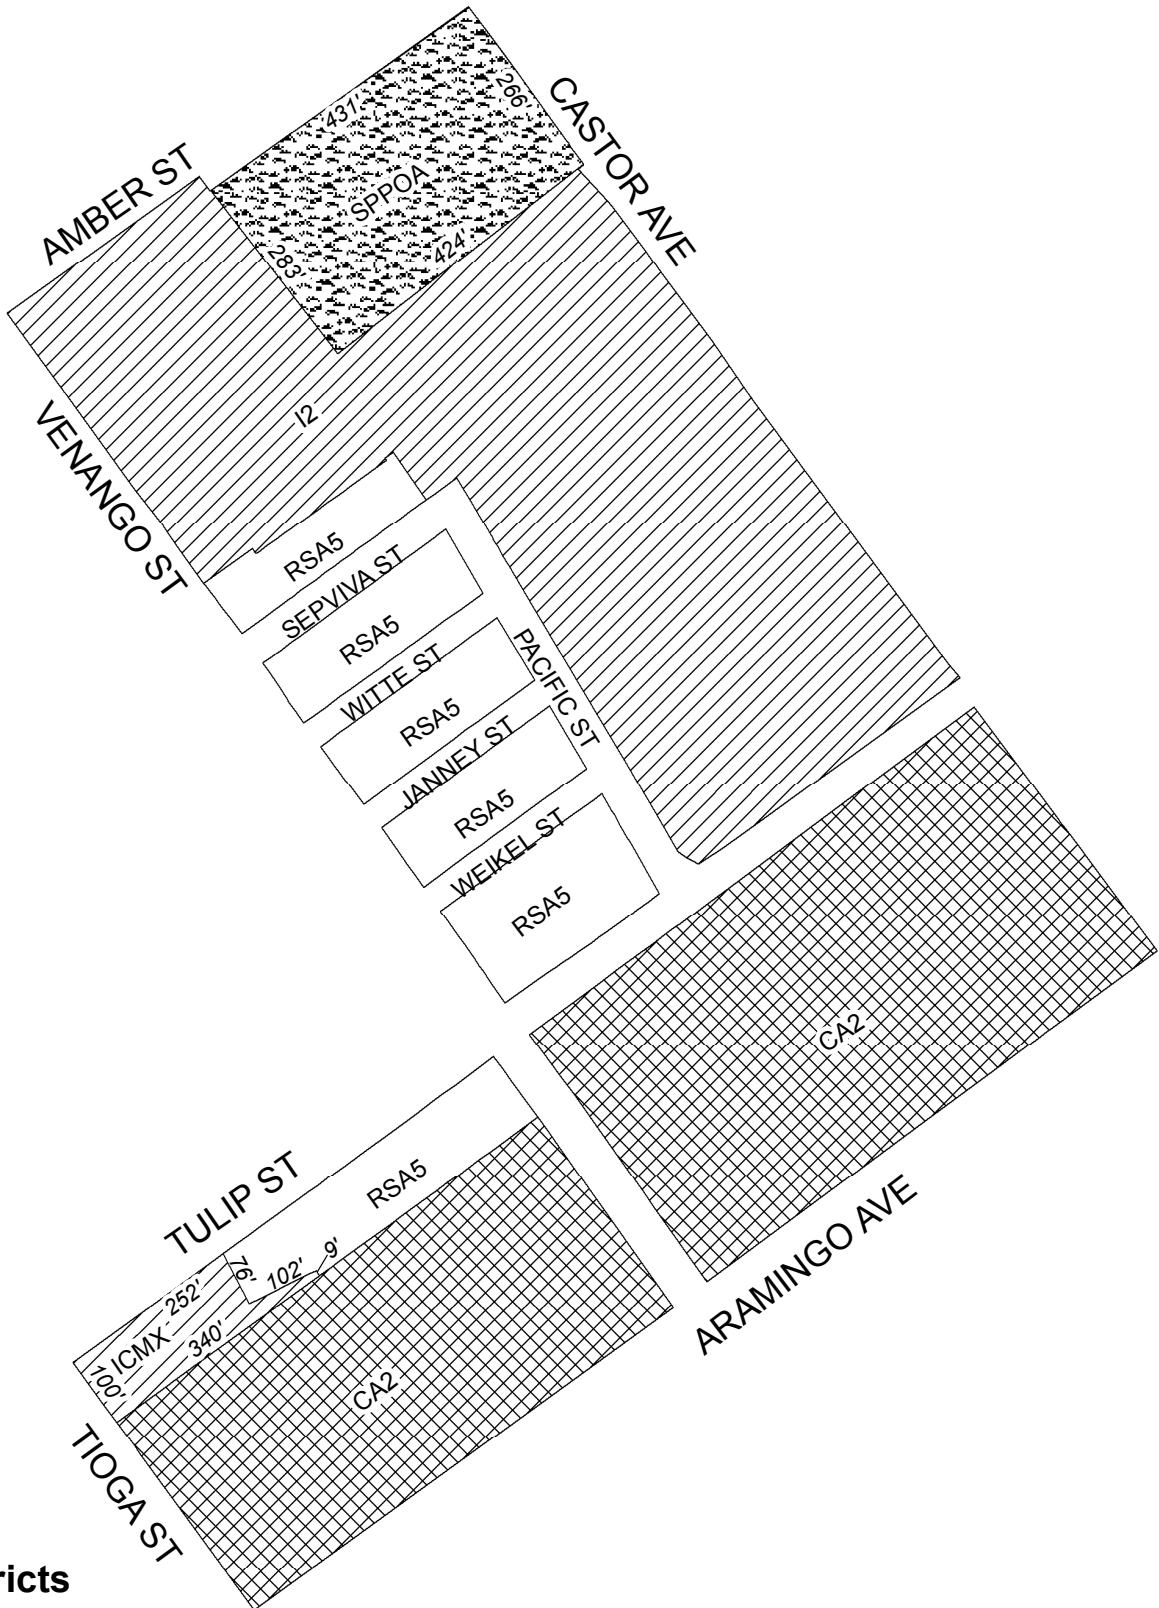 CASTOR AVE
266'
431'
AMBER ST
SPPOA
424'
283'
I2
VENANGO ST
RSA5
SEPVIVA ST
RSA5
WITTE ST
PACIFIC ST
RSA5
JANNEY ST
RSA5
WEIKEL ST
RSA5
CA2
TULIP ST
RSA5
9'
76'
102'
252'
340'
ICMX
100'
ARAMINGO AVE
CA2
TIOGA ST
ricts